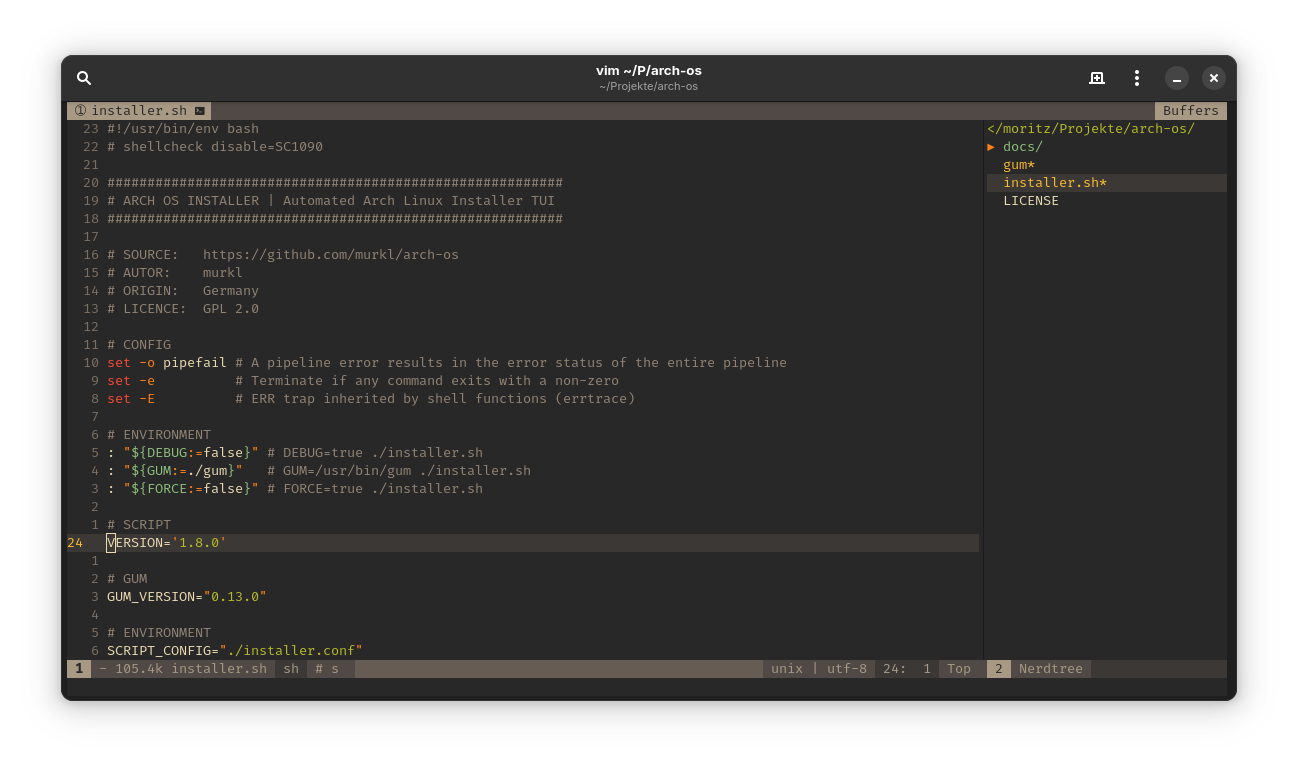 vim ~/P/arch-os
~/Projekte/arch-os
① installer.sh
Buffers
23 #!/usr/bin/env bash
22 # shellcheck disable=SC1090
21
20 #########################################################
19 # ARCH OS INSTALLER | Automated Arch Linux Installer TUI
18 #########################################################
17
16 # SOURCE:   https://github.com/murkl/arch-os
15 # AUTOR:    murkl
14 # ORIGIN:   Germany
13 # LICENCE:  GPL 2.0
12
11 # CONFIG
10 set -o pipefail # A pipeline error results in the error status of the entire pipeline
9 set -e          # Terminate if any command exits with a non-zero
8 set -E          # ERR trap inherited by shell functions (errtrace)
7
6 # ENVIRONMENT
5 : "${DEBUG:=false}" # DEBUG=true ./installer.sh
4 : "${GUM:=./gum}"   # GUM=/usr/bin/gum ./installer.sh
3 : "${FORCE:=false}" # FORCE=true ./installer.sh
2
1 # SCRIPT
24 VERSION='1.8.0'
1
2 # GUM
3 GUM_VERSION="0.13.0"
4
5 # ENVIRONMENT
6 SCRIPT_CONFIG="./installer.conf"
</moritz/Projekte/arch-os/
▸ docs/
gum*
installer.sh*
LICENSE
1 - 105.4k installer.sh sh # s unix | utf-8 24:  1 Top
2 Nerdtree